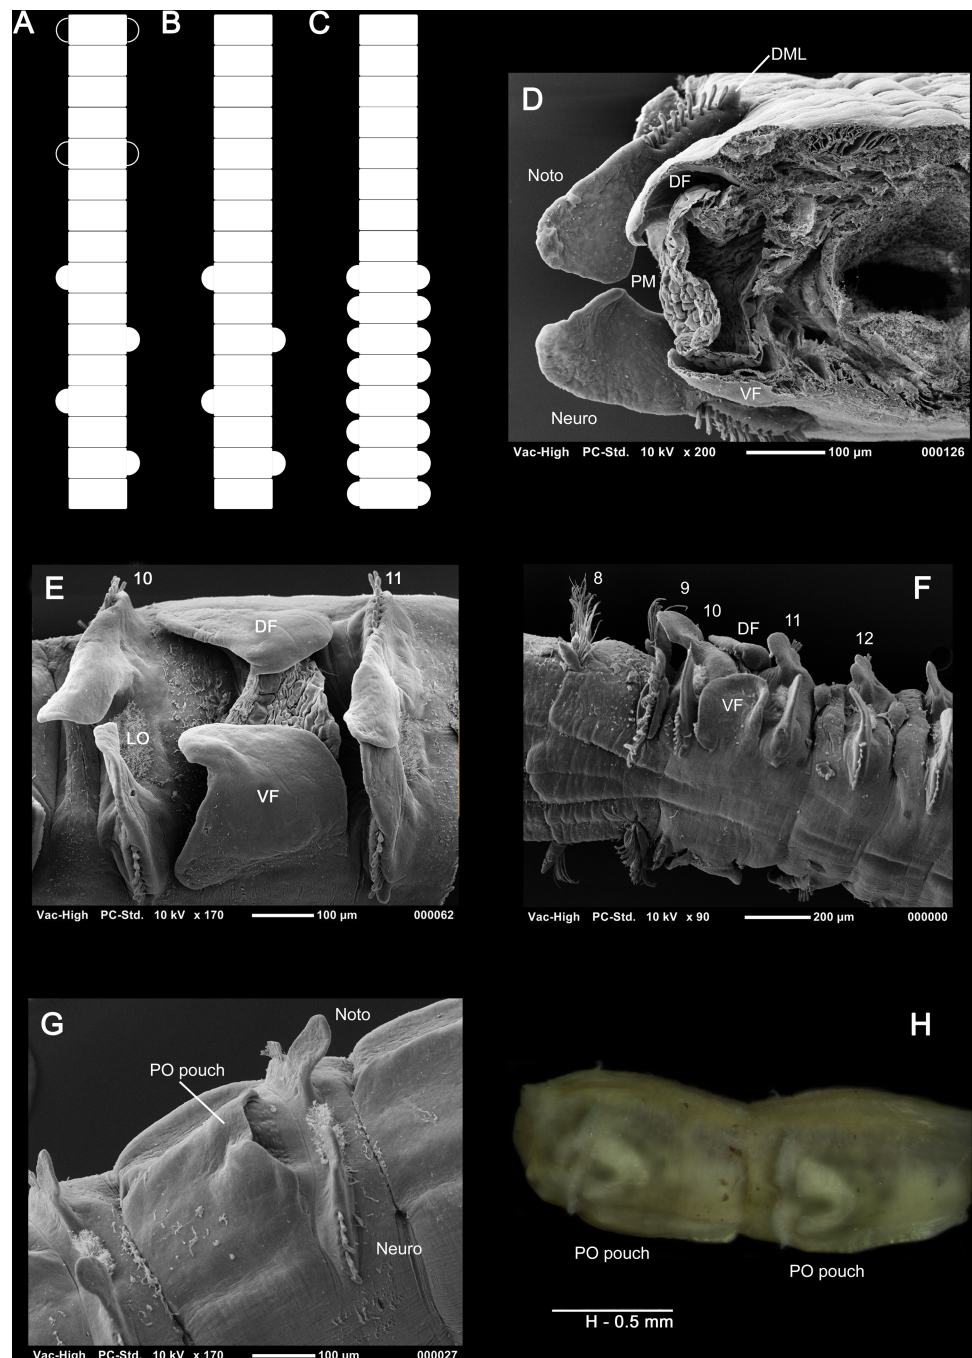 A B C
DML
D
Noto
DF
PM
VF
Neuro
Vac-High PC-Std. 10 kV x 200 100 µm 000126
E
10
11
DF
LO
VF
Vac-High PC-Std. 10 kV x 170 100 µm 000062
F
8
9
10
DF
11
12
VF
Vac-High PC-Std. 10 kV x 90 200 µm 000000
G
Noto
PO pouch
Neuro
Vac-High PC-Std. 10 kV x 170 100 µm 000027
H
PO pouch
PO pouch
H - 0.5 mm